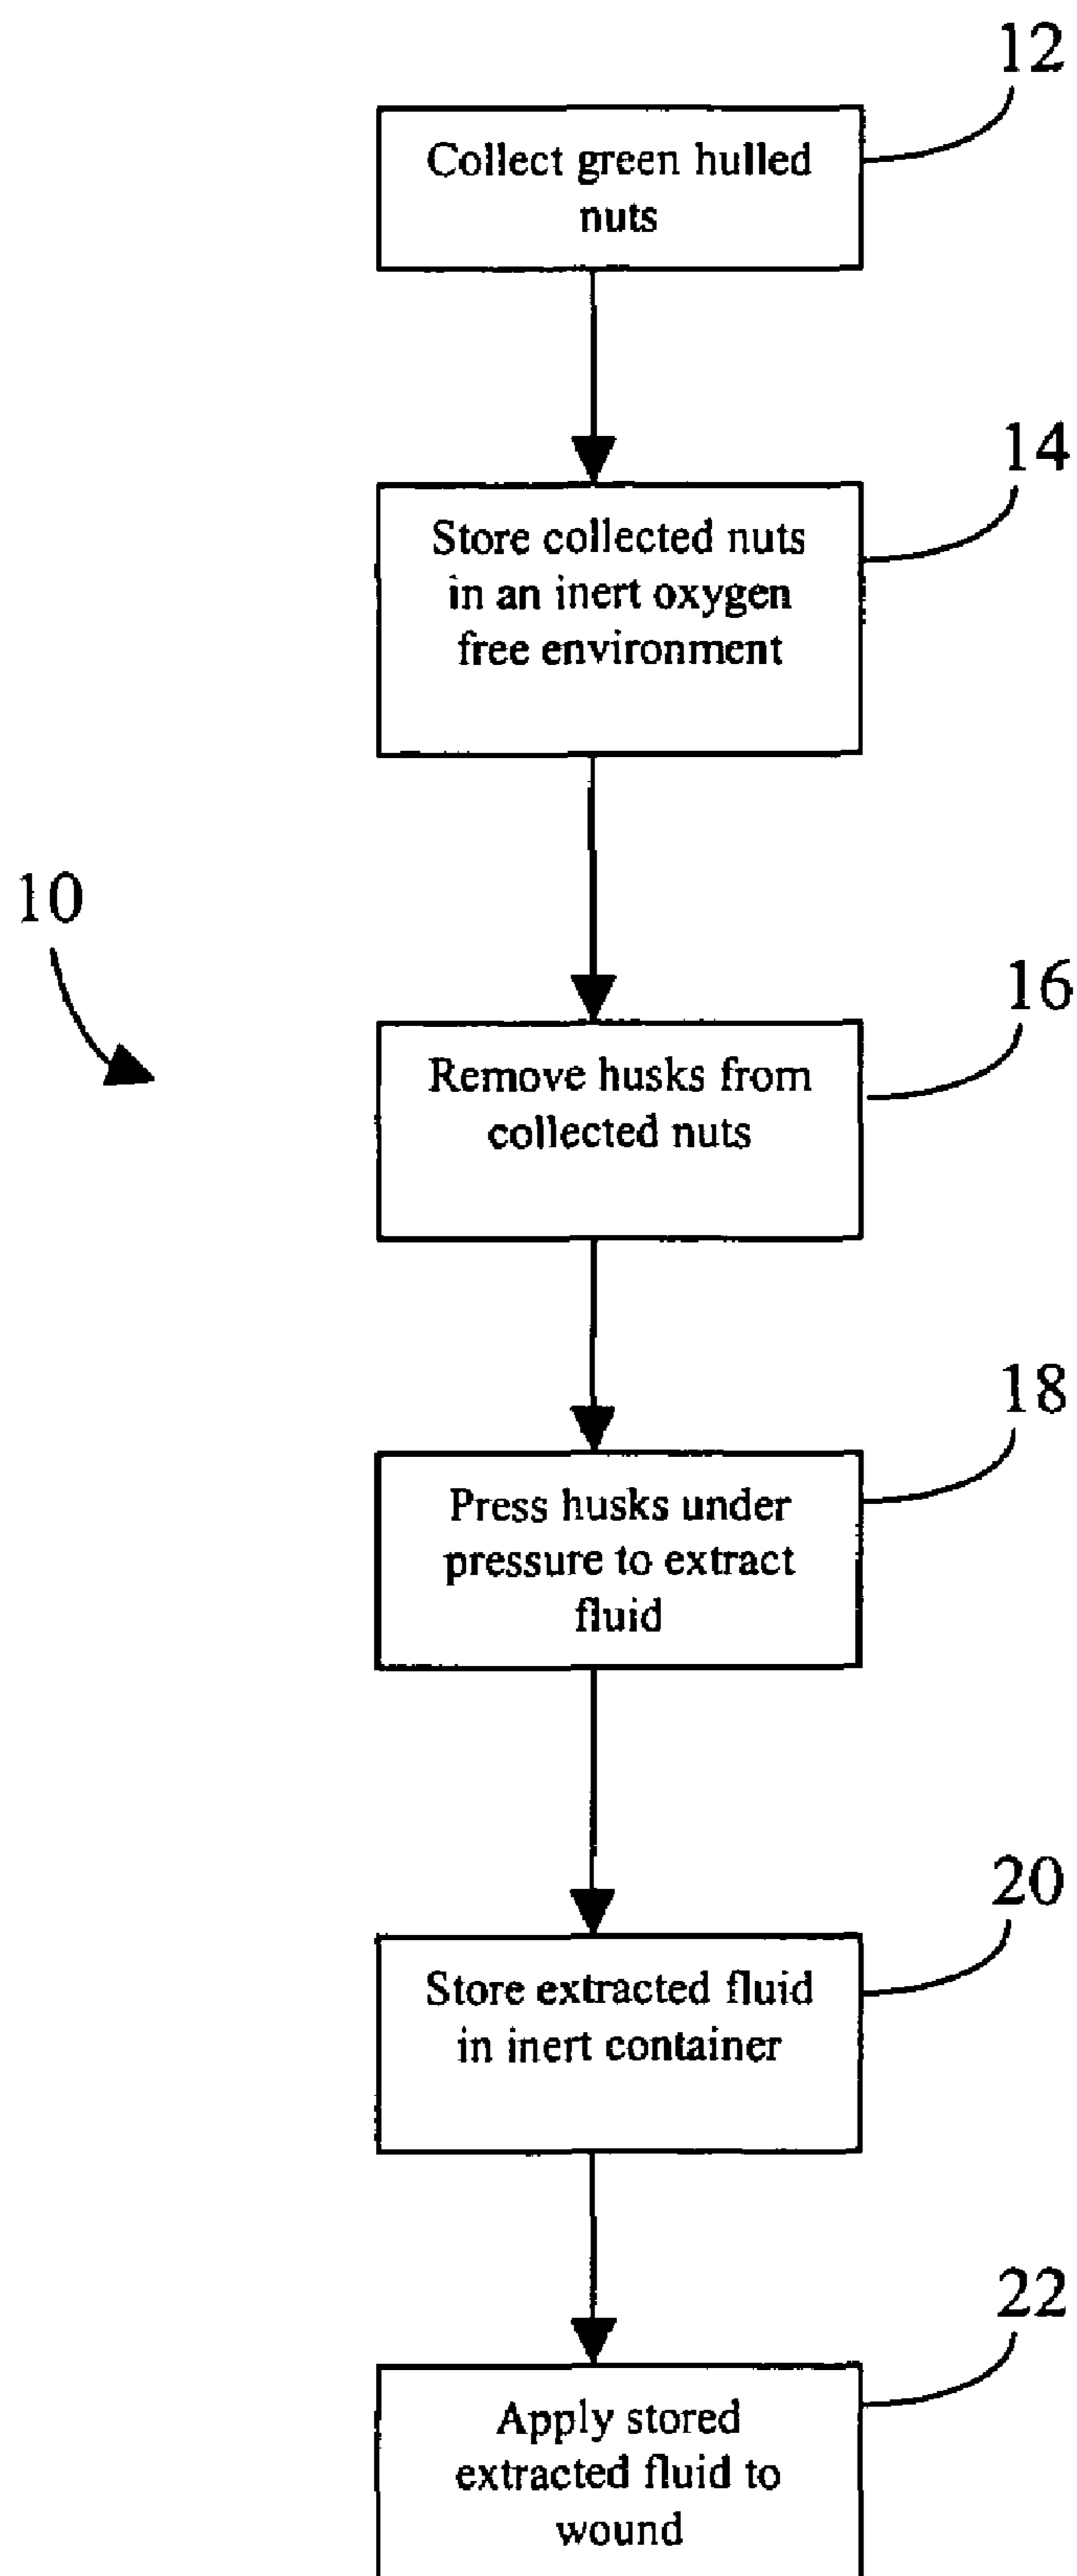 12
Collect green hulled
nuts
14
Store collected nuts
in an inert oxygen
free environment
10
16
Remove husks from
collected nuts
18
Press husks under
pressure to extract
fluid
20
Store extracted fluid
in inert container
22
Apply stored
extracted fluid to
wound